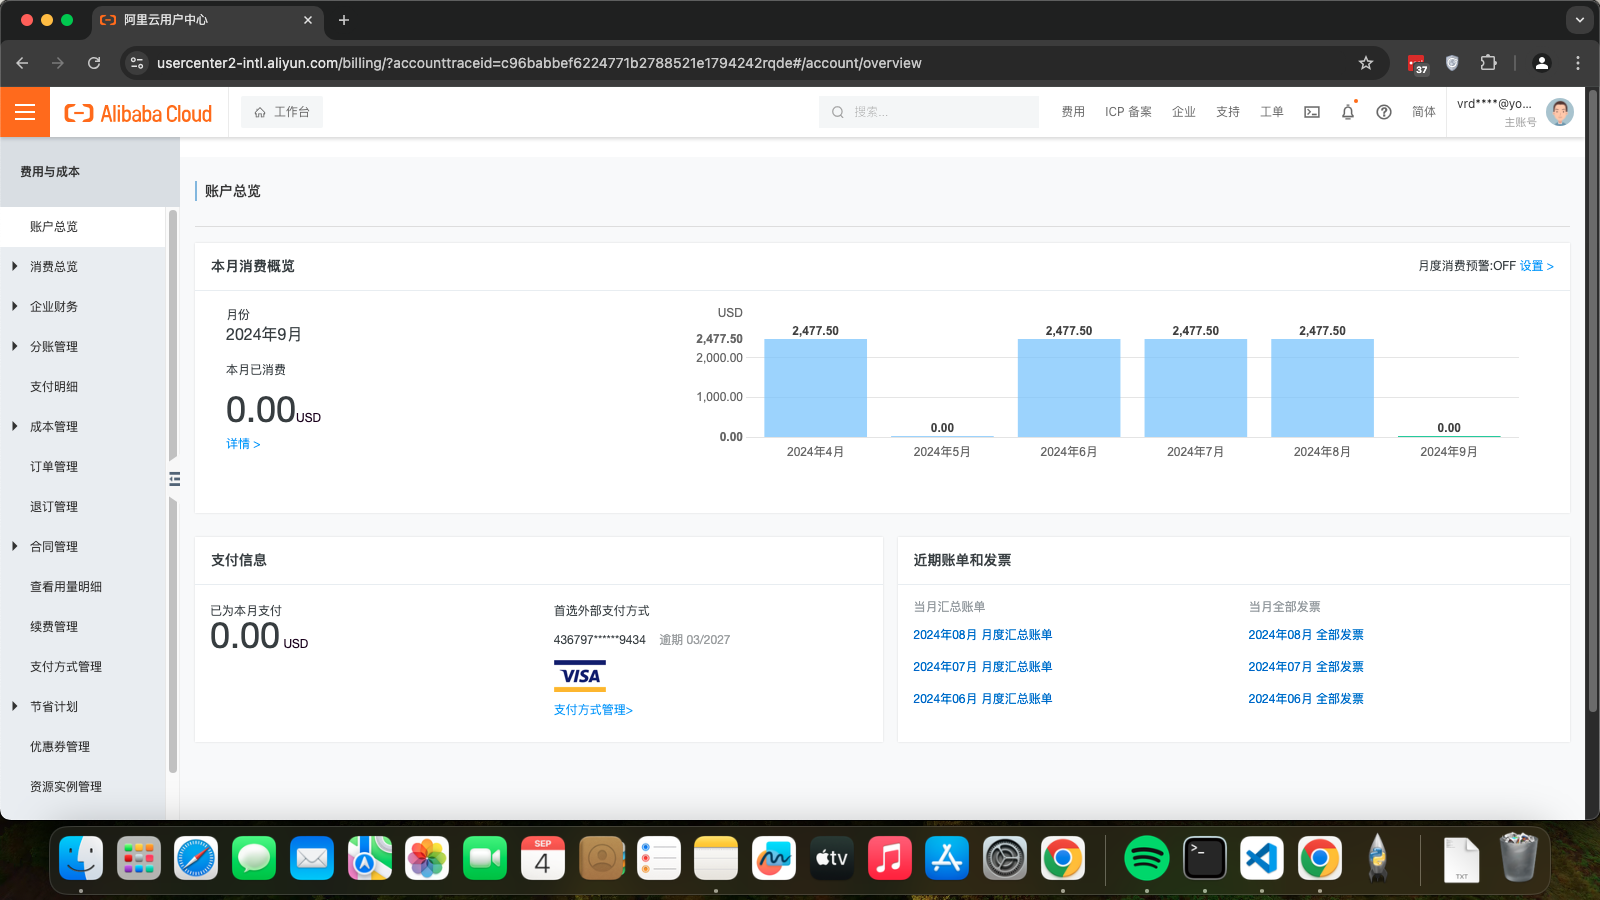 阿里云用户中心
usercenter2-intl.aliyun.com/billing/?accounttraceid=c96babbef6224771b2788521e1794242rqde#/account/overview
37
Alibaba Cloud
工作台
搜索...
费用
ICP 备案
企业
支持
工单
简体
vrd****@yo...
主账号
费用与成本
账户总览
消费总览
企业财务
分账管理
支付明细
成本管理
订单管理
退订管理
合同管理
查看用量明细
续费管理
支付方式管理
节省计划
优惠券管理
资源实例管理
账户总览
本月消费概览
月度消费预警:OFF 设置 >
月份
2024年9月
本月已消费
0.00USD
详情 >
USD
2,477.50
2,000.00
1,000.00
0.00
2,477.50
0.00
2,477.50
2,477.50
2,477.50
0.00
2024年4月
2024年5月
2024年6月
2024年7月
2024年8月
2024年9月
支付信息
已为本月支付
0.00 USD
首选外部支付方式
436797******9434 逾期 03/2027
VISA
支付方式管理>
近期账单和发票
当月汇总账单
2024年08月 月度汇总账单
2024年07月 月度汇总账单
2024年06月 月度汇总账单
当月全部发票
2024年08月 全部发票
2024年07月 全部发票
2024年06月 全部发票
SEP
4
tv
>_
TXT